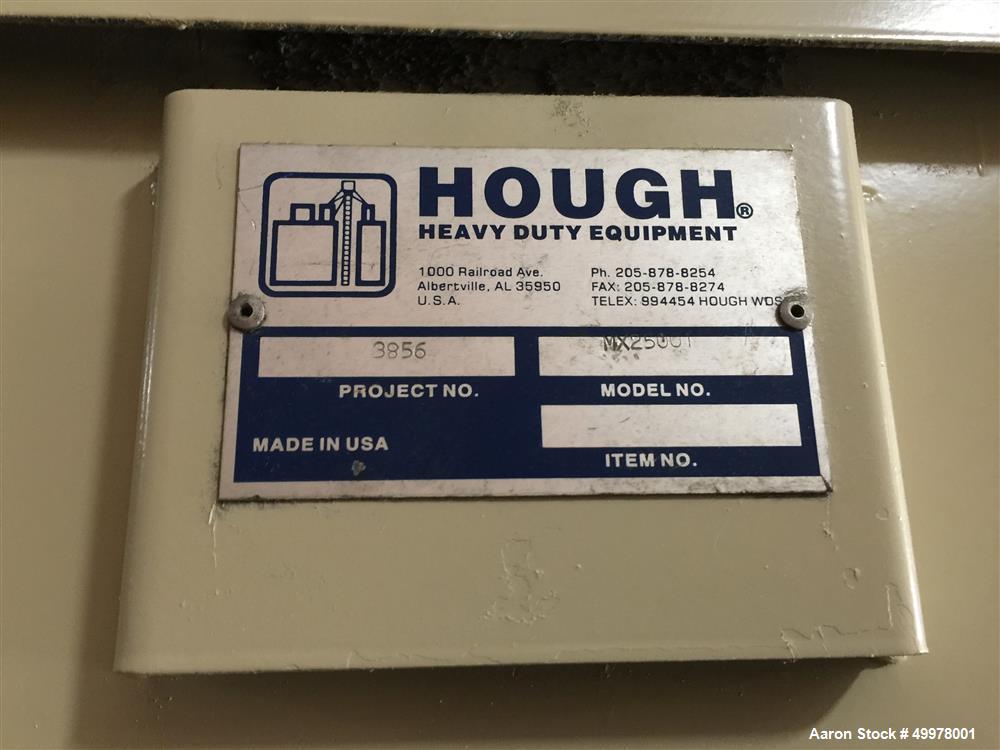 HOUGH®
HEAVY DUTY EQUIPMENT
1000 Railroad Ave.
Albertville, AL 35950
U.S.A.
Ph. 205-878-8254
FAX: 205-878-8274
TELEX: 994454 HOUGH WDS
3856
PROJECT NO.
MODEL NO.
MADE IN USA
ITEM NO.
Aaron Stock # 49978001